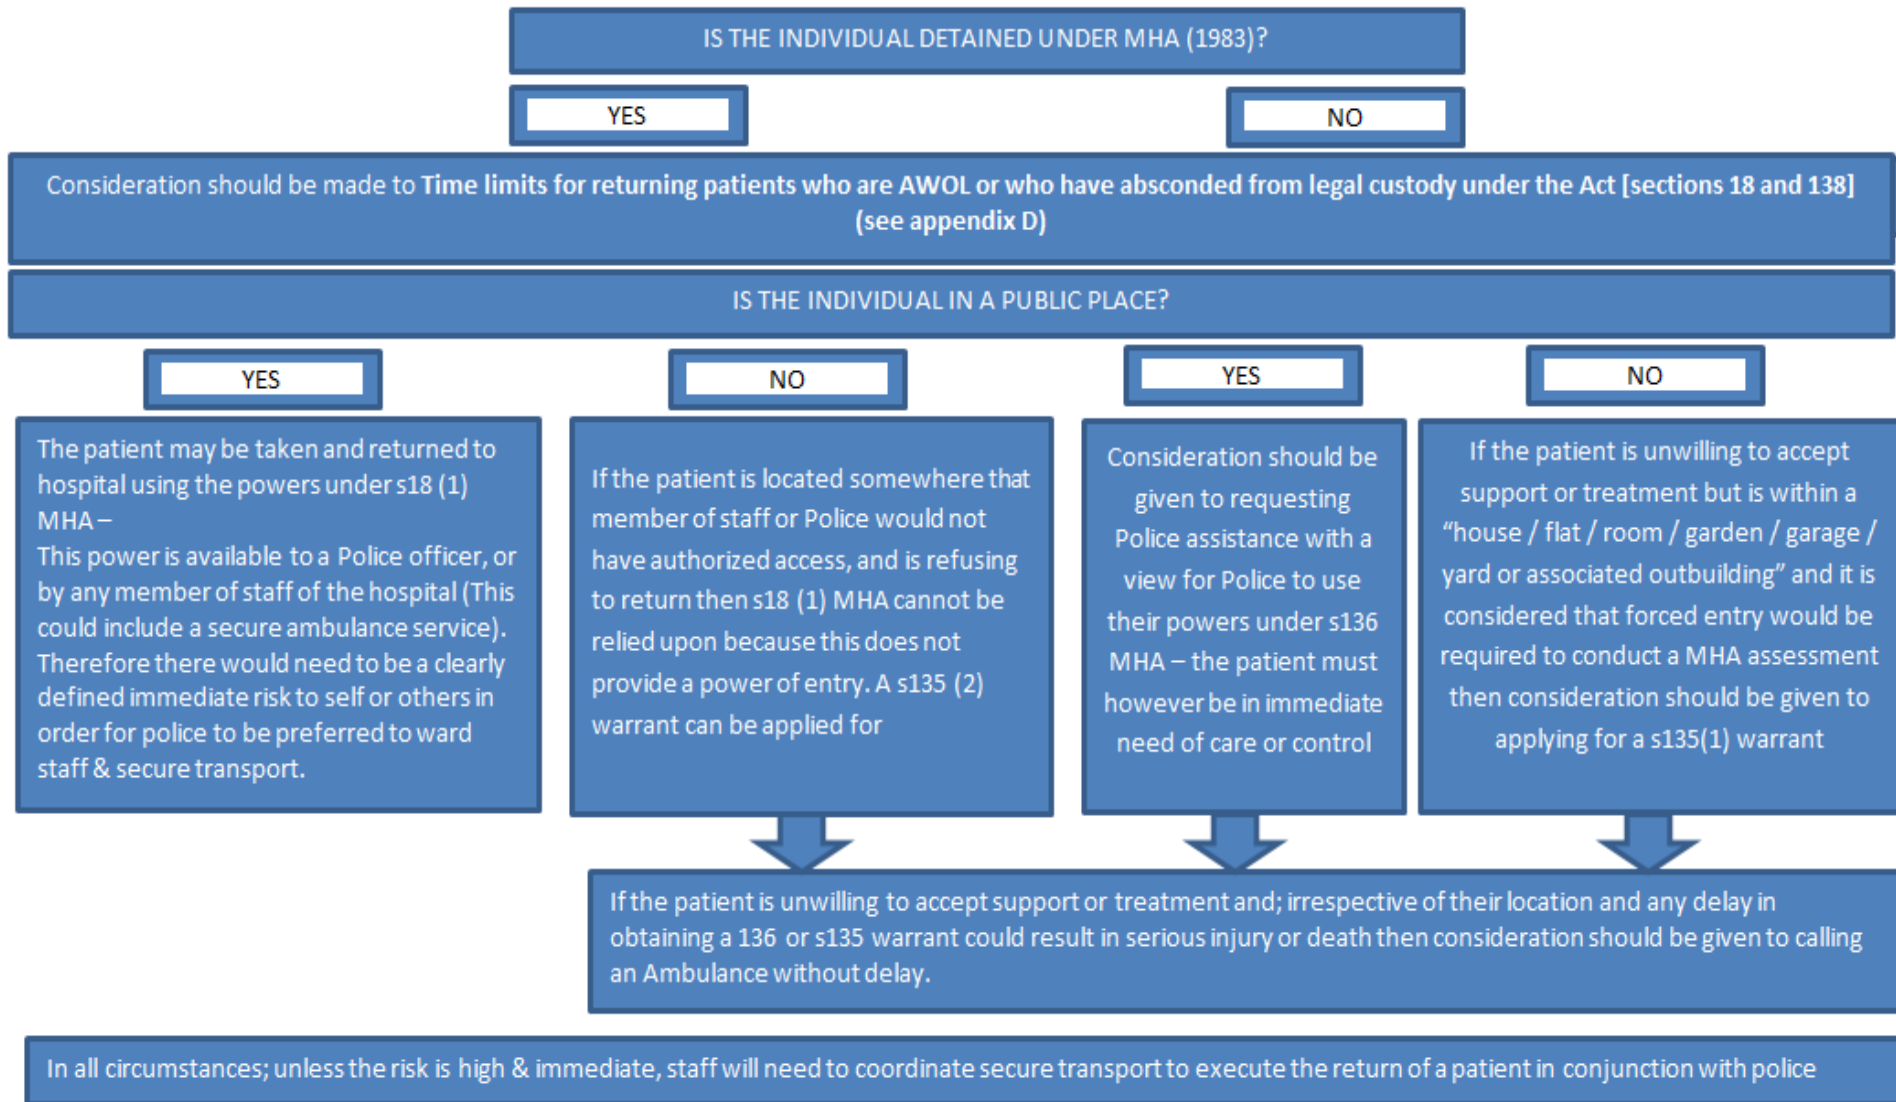 IS THE INDIVIDUAL DETAINED UNDER MHA (1983)?
YES
NO
Consideration should be made to Time limits for returning patients who are AWOL or who have absconded from legal custody under the Act [sections 18 and 138]
(see appendix D)
IS THE INDIVIDUAL IN A PUBLIC PLACE?
YES
NO
YES
NO
The patient may be taken and returned to
hospital using the powers under s18 (1)
MHA –
This power is available to a Police officer, or
by any member of staff of the hospital (This
could include a secure ambulance service).
Therefore there would need to be a clearly
defined immediate risk to self or others in
order for police to be preferred to ward
staff & secure transport.
If the patient is located somewhere that
member of staff or Police would not
have authorized access, and is refusing
to return then s18 (1) MHA cannot be
relied upon because this does not
provide a power of entry. A s135 (2)
warrant can be applied for
Consideration should be
given to requesting
Police assistance with a
view for Police to use
their powers under s136
MHA – the patient must
however be in immediate
need of care or control
If the patient is unwilling to accept
support or treatment but is within a
“house / flat / room / garden / garage /
yard or associated outbuilding” and it is
considered that forced entry would be
required to conduct a MHA assessment
then consideration should be given to
applying for a s135(1) warrant
If the patient is unwilling to accept support or treatment and; irrespective of their location and any delay in
obtaining a 136 or s135 warrant could result in serious injury or death then consideration should be given to calling
an Ambulance without delay.
In all circumstances; unless the risk is high & immediate, staff will need to coordinate secure transport to execute the return of a patient in conjunction with police